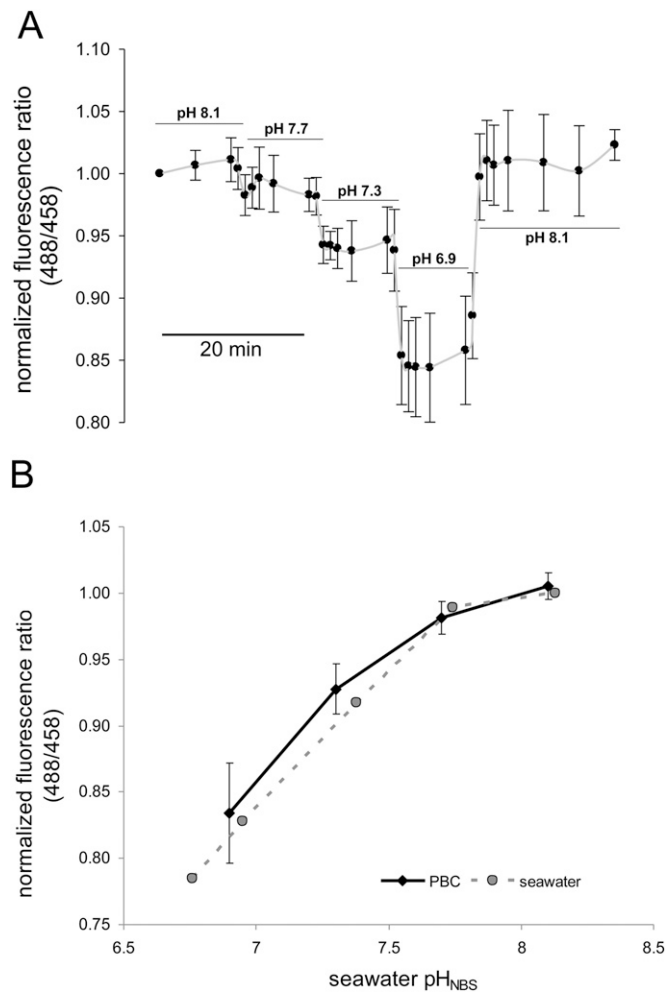 A
normalized fluorescence ratio
(488/458)
1.10
1.05
1.00
0.95
0.90
0.85
0.80
pH 8.1
pH 7.7
pH 7.3
pH 6.9
pH 8.1
20 min
B
normalized fluorescence ratio
(488/458)
1.05
1.00
0.95
0.90
0.85
0.80
0.75
PBC
seawater
6.5
7
7.5
8
8.5
seawater pHNBS